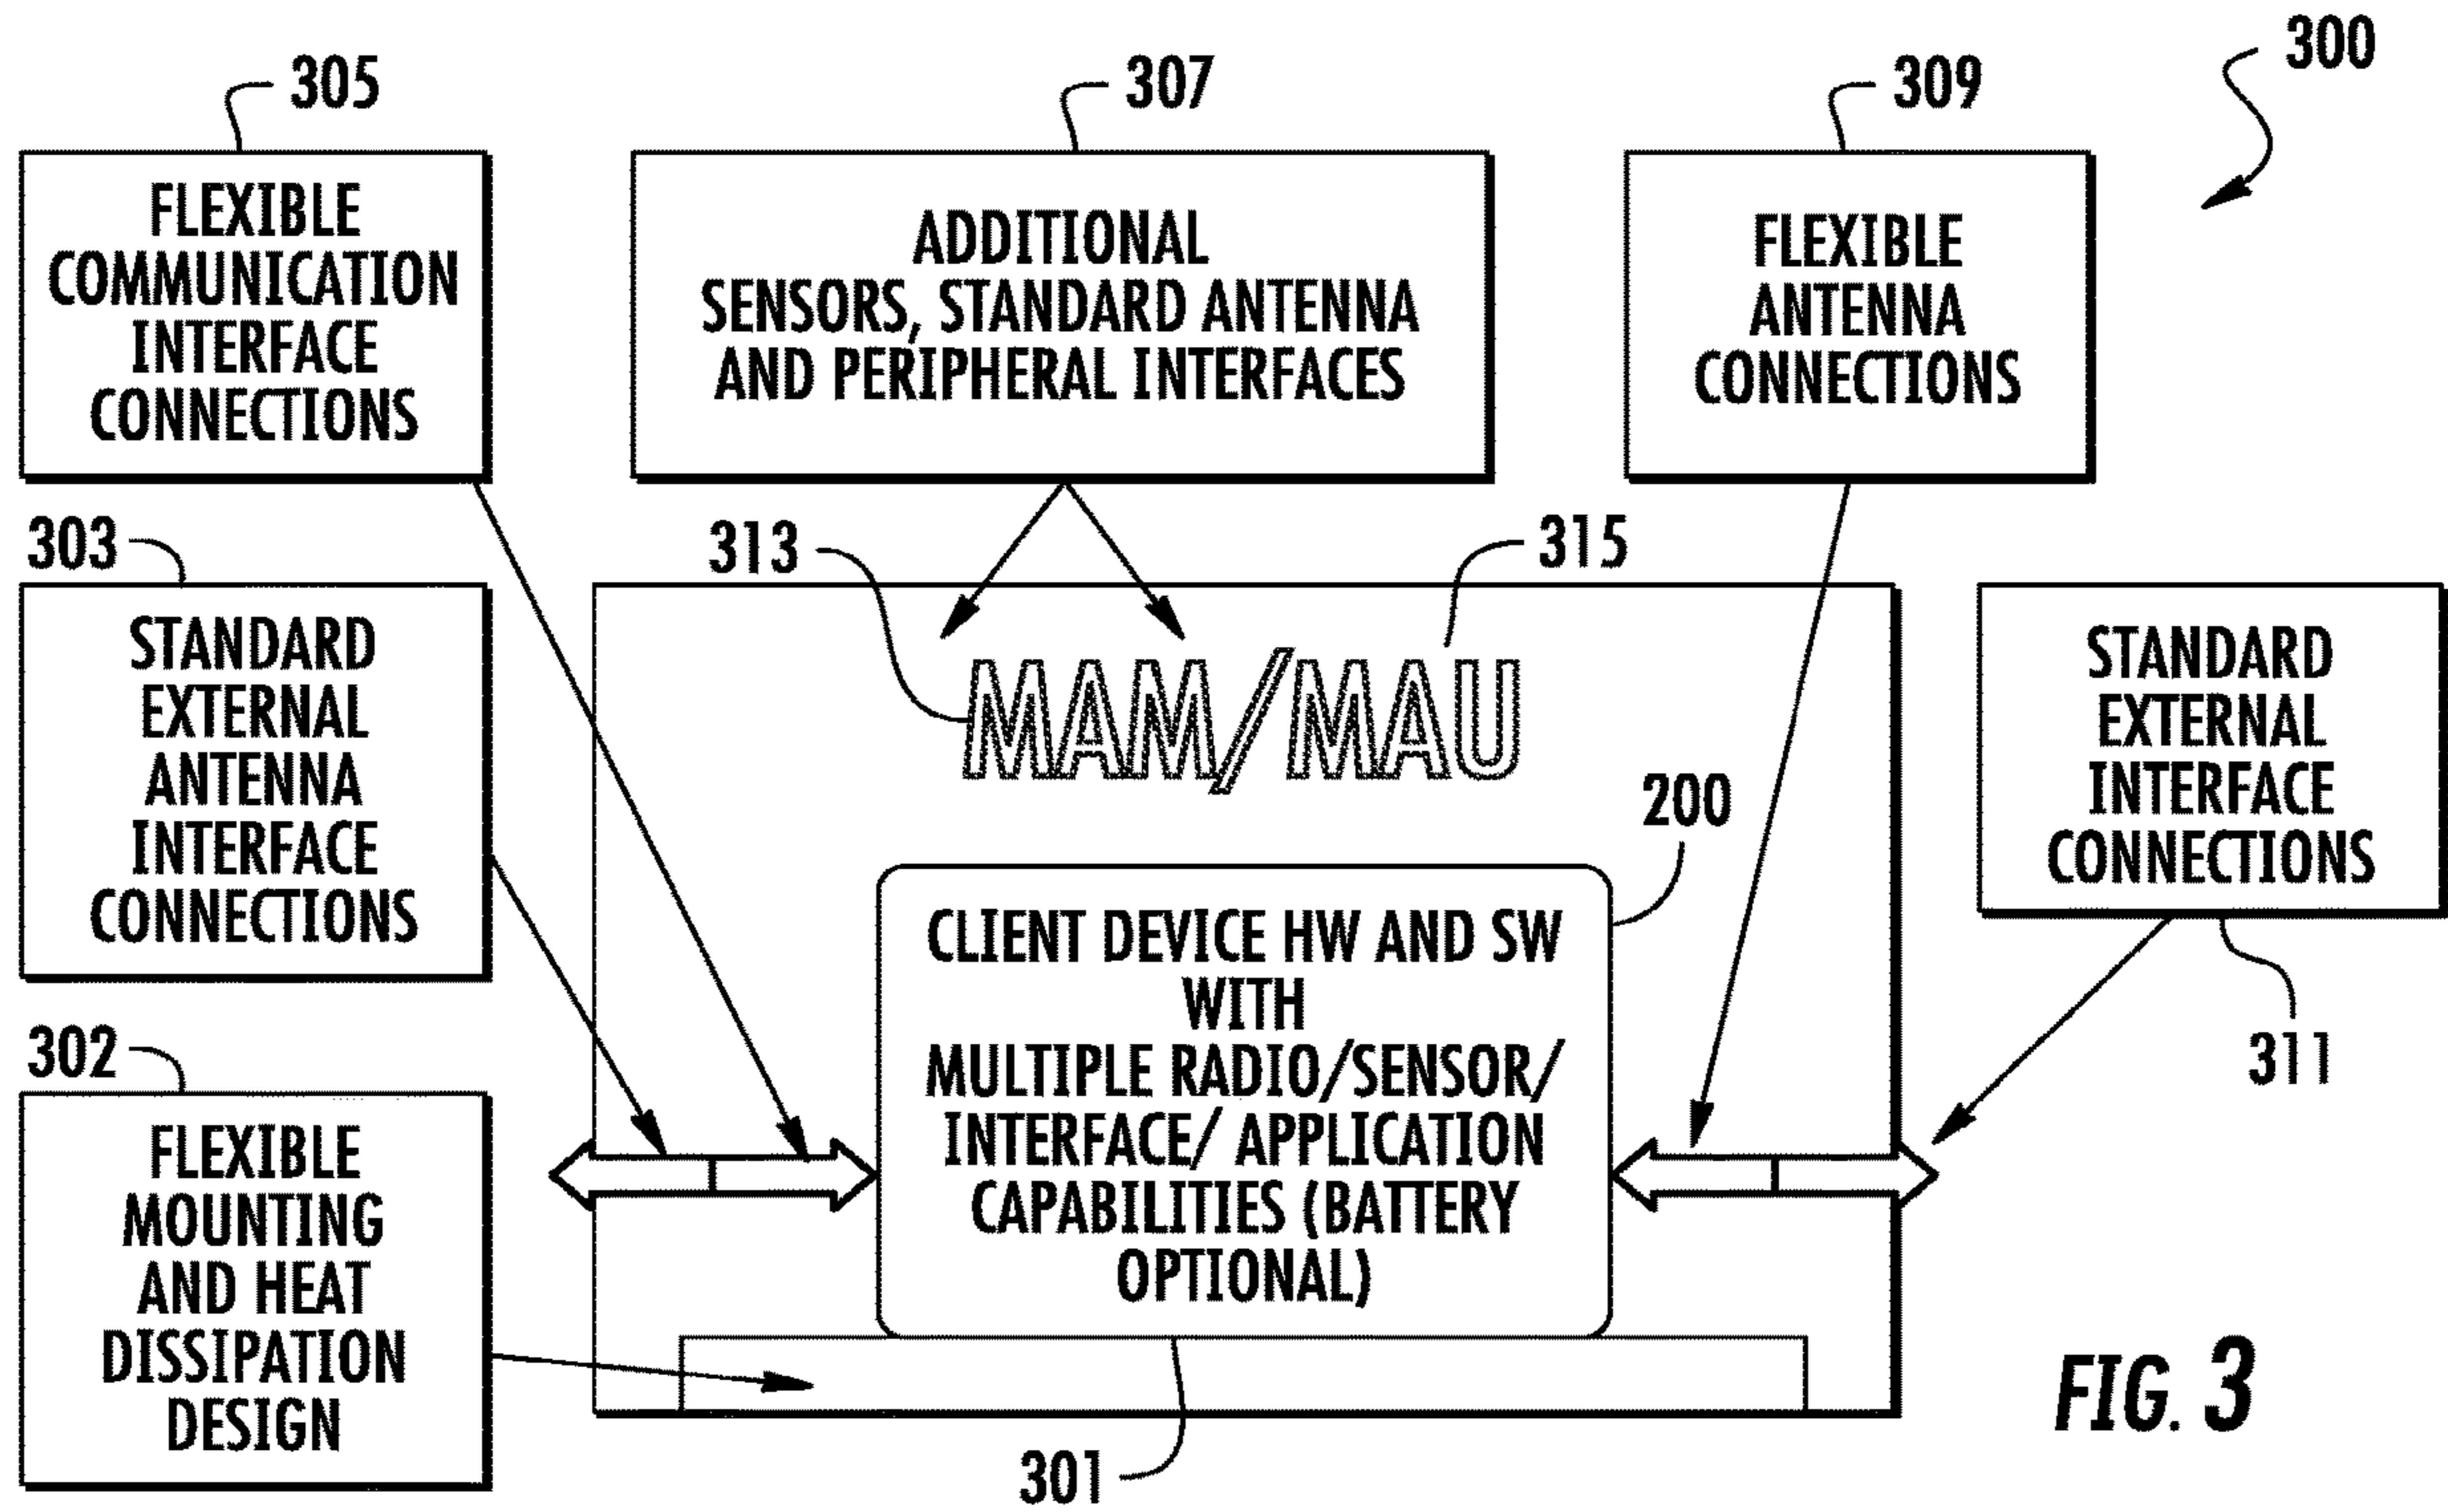 300
305
307
309
FLEXIBLE
COMMUNICATION
INTERFACE
CONNECTIONS
ADDITIONAL
SENSORS, STANDARD ANTENNA
AND PERIPHERAL INTERFACES
FLEXIBLE
ANTENNA
CONNECTIONS
303
313
315
STANDARD
EXTERNAL
ANTENNA
INTERFACE
CONNECTIONS
MAM/MAU
STANDARD
EXTERNAL
INTERFACE
CONNECTIONS
200
CLIENT DEVICE HW AND SW
WITH
MULTIPLE RADIO/SENSOR/
INTERFACE/ APPLICATION
CAPABILITIES (BATTERY
OPTIONAL)
311
302
FLEXIBLE
MOUNTING
AND HEAT
DISSIPATION
DESIGN
301
FIG. 3